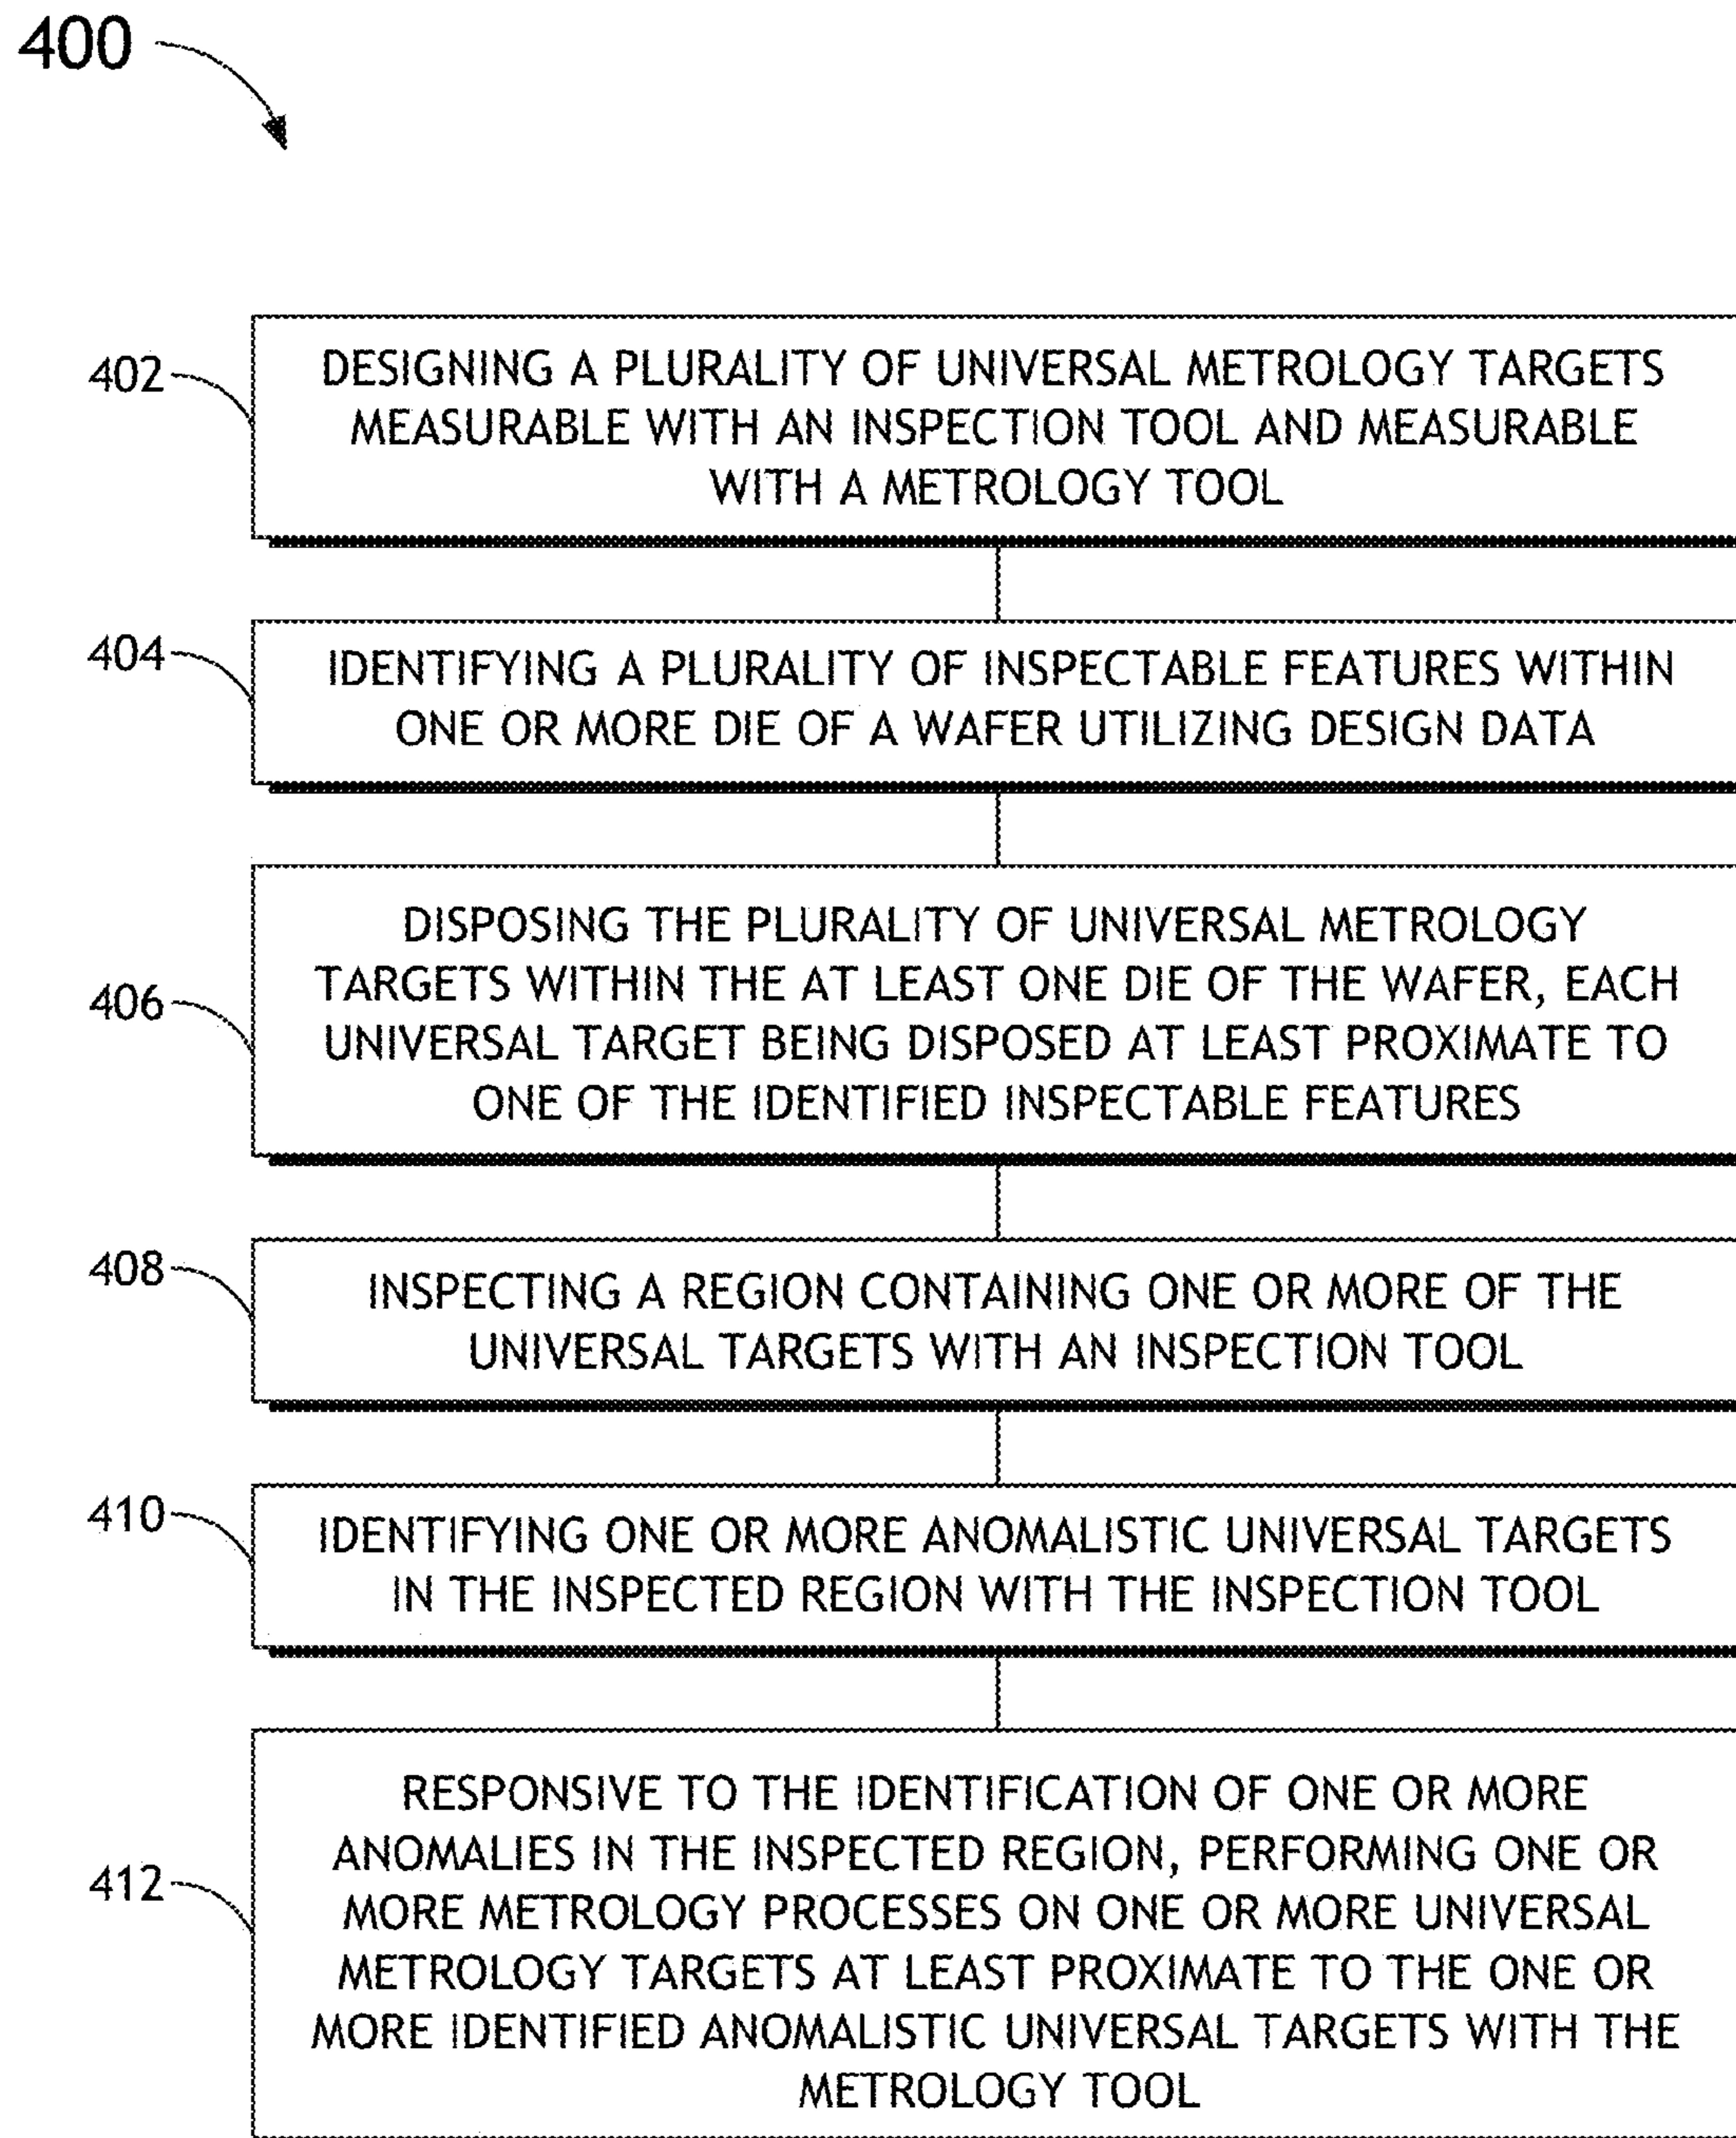 400
402
DESIGNING A PLURALITY OF UNIVERSAL METROLOGY TARGETS
MEASURABLE WITH AN INSPECTION TOOL AND MEASURABLE
WITH A METROLOGY TOOL
404
IDENTIFYING A PLURALITY OF INSPECTABLE FEATURES WITHIN
ONE OR MORE DIE OF A WAFER UTILIZING DESIGN DATA
406
DISPOSING THE PLURALITY OF UNIVERSAL METROLOGY
TARGETS WITHIN THE AT LEAST ONE DIE OF THE WAFER, EACH
UNIVERSAL TARGET BEING DISPOSED AT LEAST PROXIMATE TO
ONE OF THE IDENTIFIED INSPECTABLE FEATURES
408
INSPECTING A REGION CONTAINING ONE OR MORE OF THE
UNIVERSAL TARGETS WITH AN INSPECTION TOOL
410
IDENTIFYING ONE OR MORE ANOMALISTIC UNIVERSAL TARGETS
IN THE INSPECTED REGION WITH THE INSPECTION TOOL
412
RESPONSIVE TO THE IDENTIFICATION OF ONE OR MORE
ANOMALIES IN THE INSPECTED REGION, PERFORMING ONE OR
MORE METROLOGY PROCESSES ON ONE OR MORE UNIVERSAL
METROLOGY TARGETS AT LEAST PROXIMATE TO THE ONE OR
MORE IDENTIFIED ANOMALISTIC UNIVERSAL TARGETS WITH THE
METROLOGY TOOL